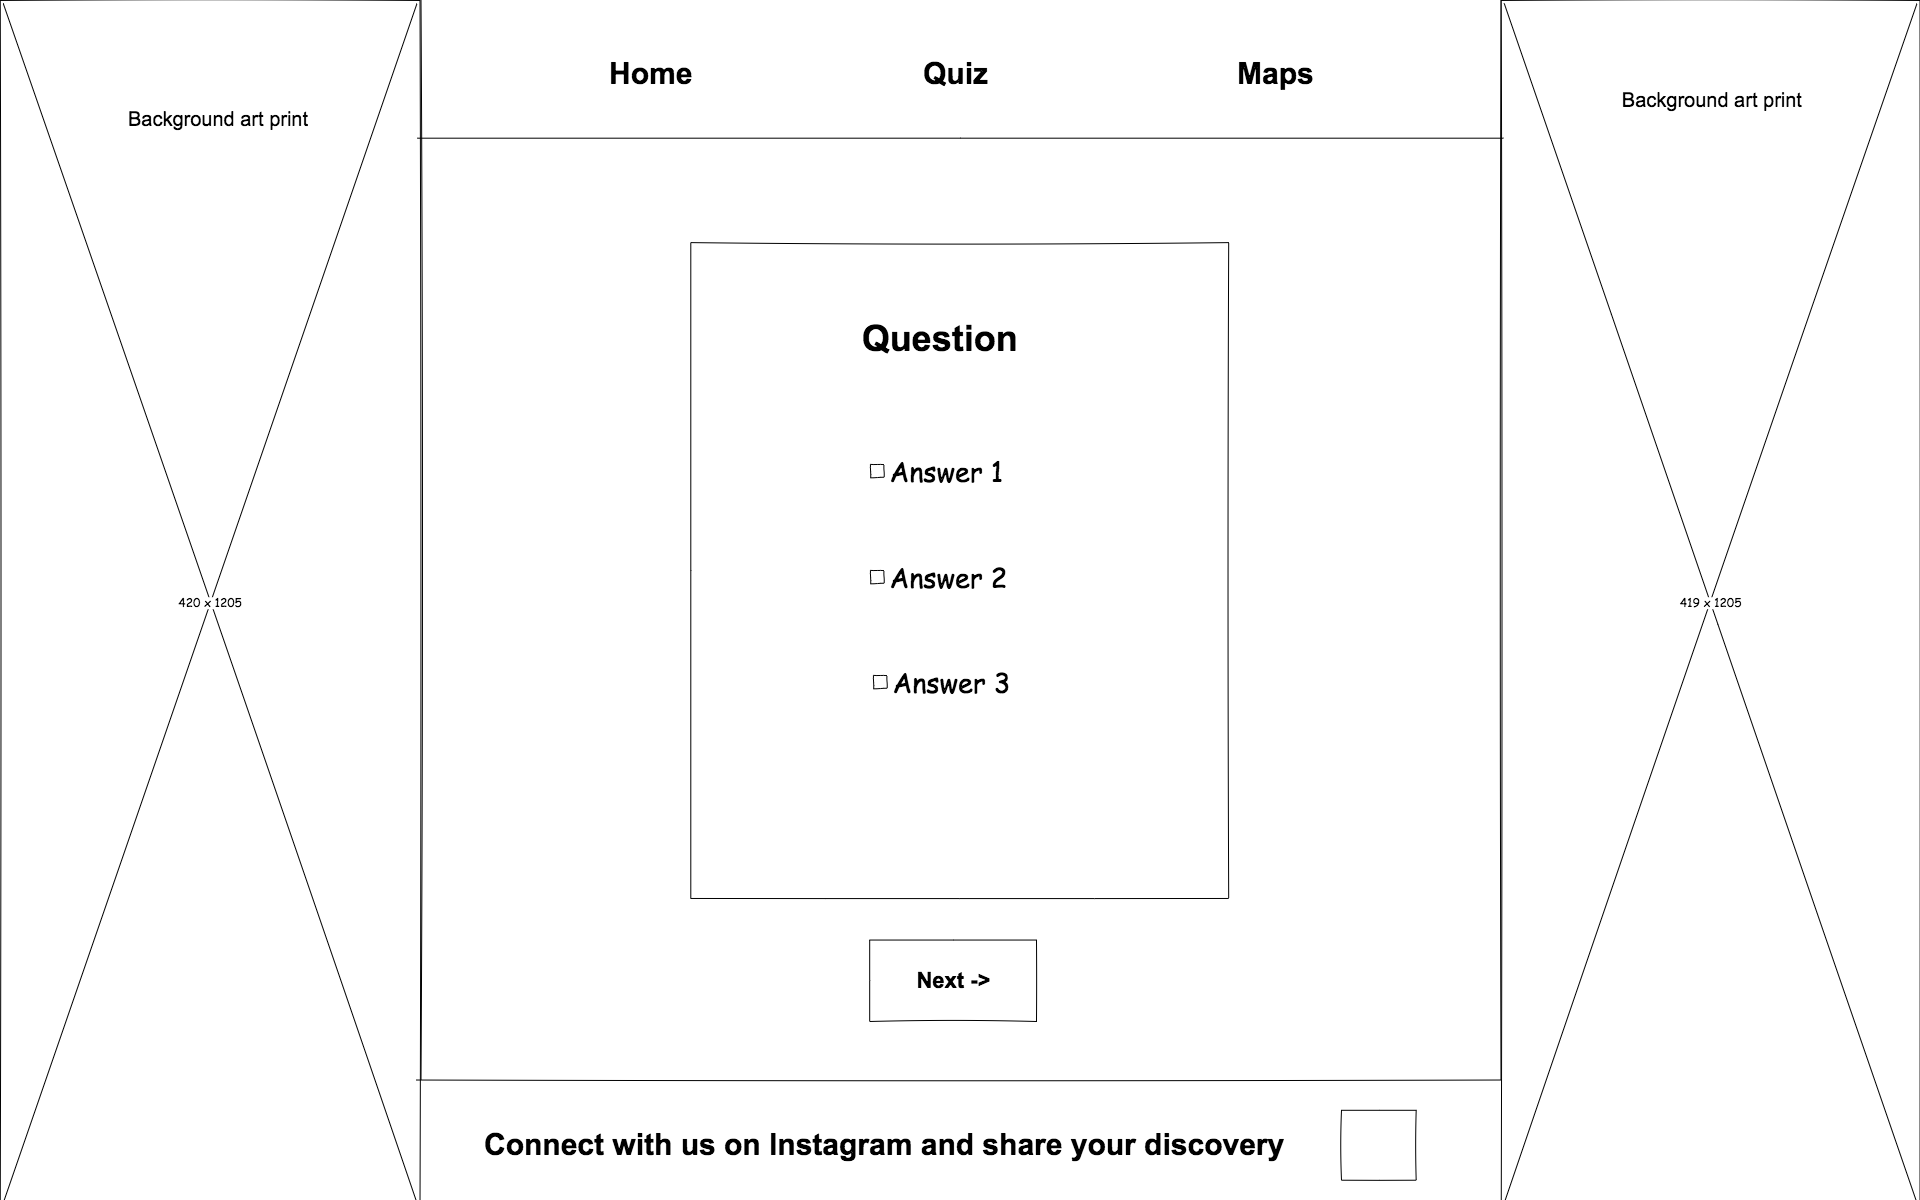 Home
Quiz
Maps
Background art print
Background art print
Question
Answer 1
Answer 2
420 x 1205
419 x 1205
Answer 3
Next ->
Connect with us on Instagram and share your discovery